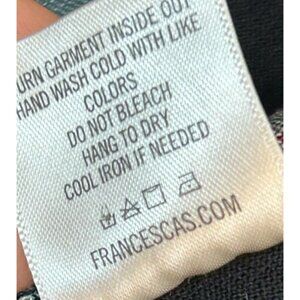 URN GARMENT INSIDE OUT
HAND WASH COLD WITH LIKE
COLORS
DO NOT BLEACH
HANG TO DRY
COOL IRON IF NEEDED
FRANCESCAS.COM